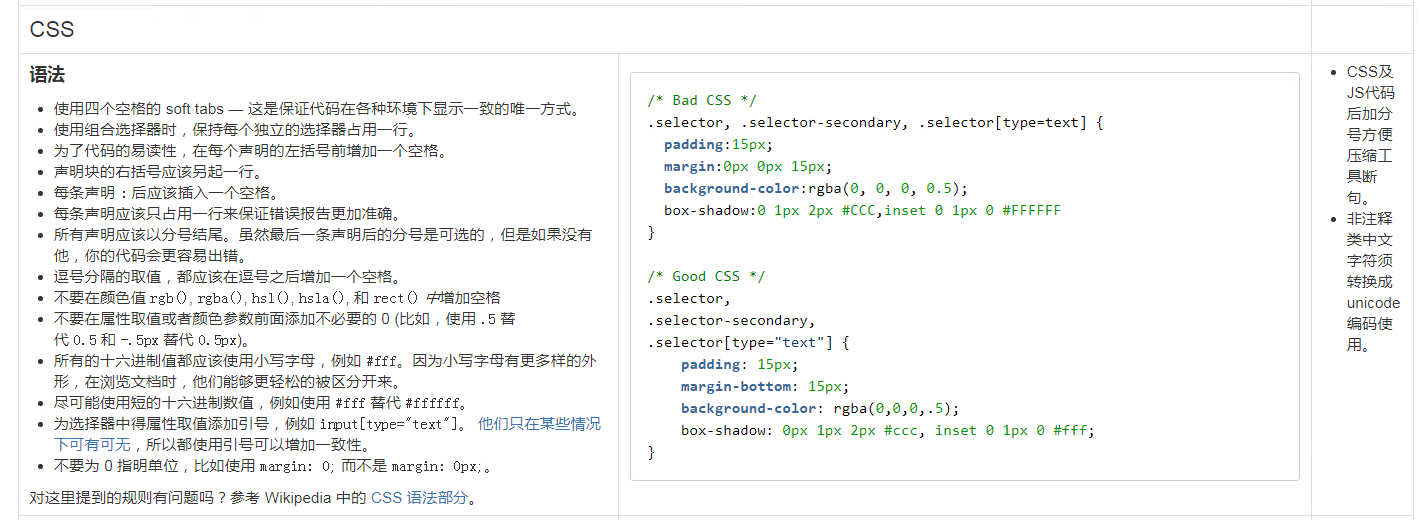 CSS
语法
使用四个空格的 soft tabs — 这是保证代码在各种环境下显示一致的唯一方式。
使用组合选择器时，保持每个独立的选择器占用一行。
为了代码的易读性，在每个声明的左括号前增加一个空格。
声明块的右括号应该另起一行。
每条声明 : 后应该插入一个空格。
每条声明应该只占用一行来保证错误报告更加准确。
所有声明应该以分号结尾。虽然最后一条声明后的分号是可选的，但是如果没有
他，你的代码会更容易出错。
逗号分隔的取值，都应该在逗号之后增加一个空格。
不要在颜色值 rgb(), rgba(), hsl(), hsla(), 和 rect() 中增加空格
不要在属性取值或者颜色参数前面添加不必要的 0 (比如，使用 .5 替
代 0.5 和 -.5px 替代 0.5px)。
所有的十六进制值都应该使用小写字母，例如 #fff。因为小写字母有更多样的外
形，在浏览文档时，他们能够更轻松的被区分开来。
尽可能使用短的十六进制数值，例如使用 #fff 替代 #ffffff。
为选择器中得属性取值添加引号，例如 input[type="text"]。 他们只在某些情况
下可有可无，所以都使用引号可以增加一致性。
不要为 0 指明单位，比如使用 margin: 0; 而不是 margin: 0px;。
对这里提到的规则有问题吗？参考 Wikipedia 中的 CSS 语法部分。
/* Bad CSS */
.selector, .selector-secondary, .selector[type=text] {
padding:15px;
margin:0px 0px 15px;
background-color:rgba(0, 0, 0, 0.5);
box-shadow:0 1px 2px #CCC,inset 0 1px 0 #FFFFFF
}
/* Good CSS */
.selector,
.selector-secondary,
.selector[type="text"] {
padding: 15px;
margin-bottom: 15px;
background-color: rgba(0,0,0,.5);
box-shadow: 0px 1px 2px #ccc, inset 0 1px 0 #fff;
}
CSS及
JS代码
后加分
号方便
压缩工
具断
句。
非注释
类中文
字符须
转换成
unicode
编码使
用。